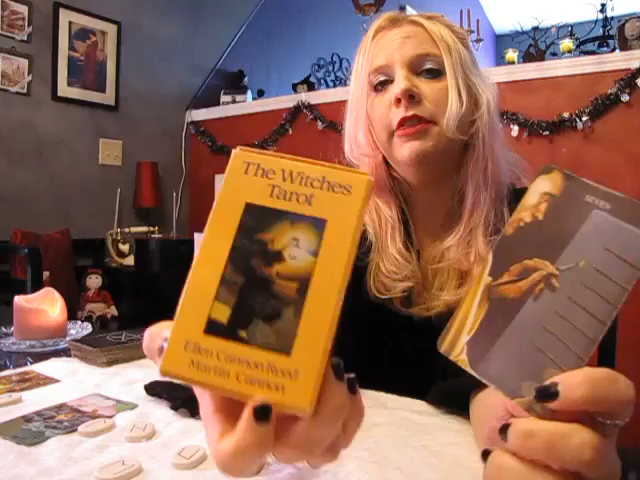 The Witches
Tarot
Ellen Cannon Reed
Martin Cannon
SEVEN